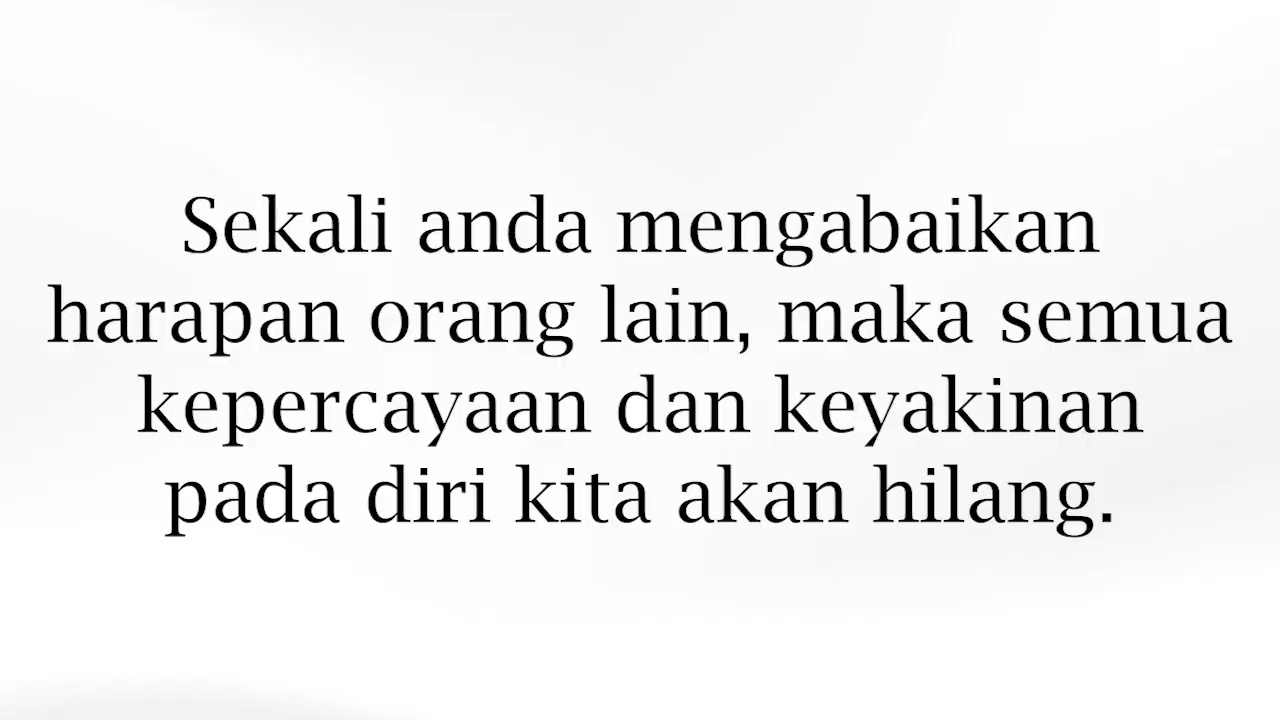 Sekali anda mengabaikan
harapan orang lain, maka semua
kepercayaan dan keyakinan
pada diri kita akan hilang.